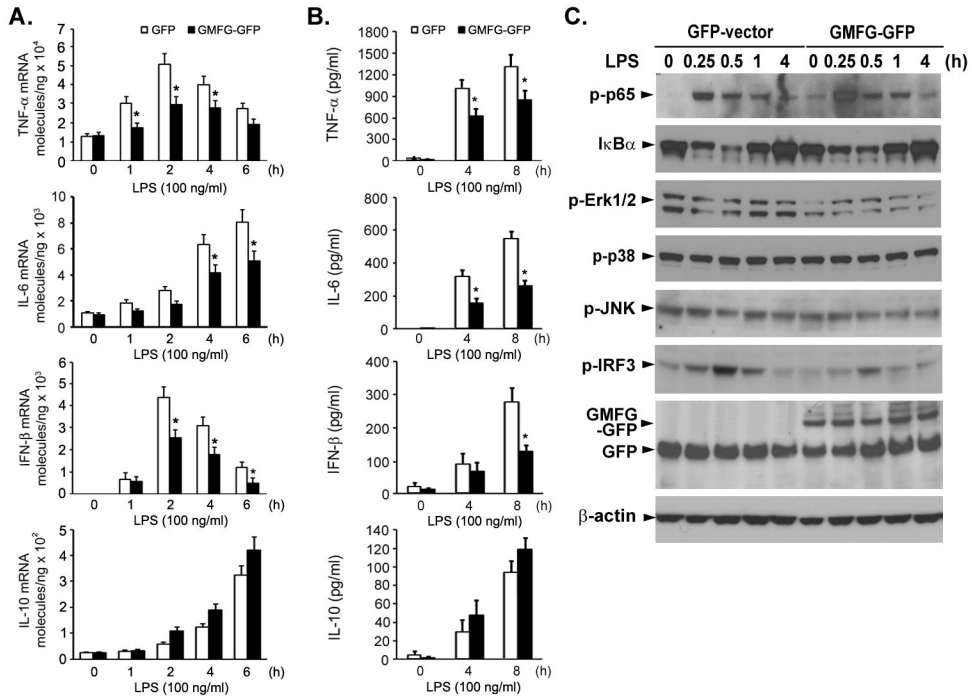 A.
GFP GMFG-GFP
TNF-α mRNA
molecules/ng x 10⁴
7
6
5
4
3
2
1
* * *
0 1 2 4 6 (h)
LPS (100 ng/ml)
IL-6 mRNA
molecules/ng x 10³
10
8
6
4
2
0
* *
0 1 2 4 6 (h)
LPS (100 ng/ml)
IFN-β mRNA
molecules/ng x 10³
6
5
4
3
2
1
0
* * *
0 1 2 4 6 (h)
LPS (100 ng/ml)
IL-10 mRNA
molecules/ng x 10²
5
4
3
2
1
0
0 1 2 4 6 (h)
LPS (100 ng/ml)
B.
GFP GMFG-GFP
TNF-α (pg/ml)
1800
1500
1200
900
600
300
0
* *
0 4 8 (h)
LPS (100 ng/ml)
IL-6 (pg/ml)
800
600
400
200
0
* *
0 4 8 (h)
LPS (100 ng/ml)
IFN-β (pg/ml)
400
300
200
100
0
*
0 4 8 (h)
LPS (100 ng/ml)
IL-10 (pg/ml)
140
120
100
80
60
40
20
0
0 4 8 (h)
LPS (100 ng/ml)
C.
GFP-vector GMFG-GFP
LPS 0 0.25 0.5 1 4 0 0.25 0.5 1 4 (h)
p-p65
IκBα
p-Erk1/2
p-p38
p-JNK
p-IRF3
GMFG
-GFP
GFP
β-actin